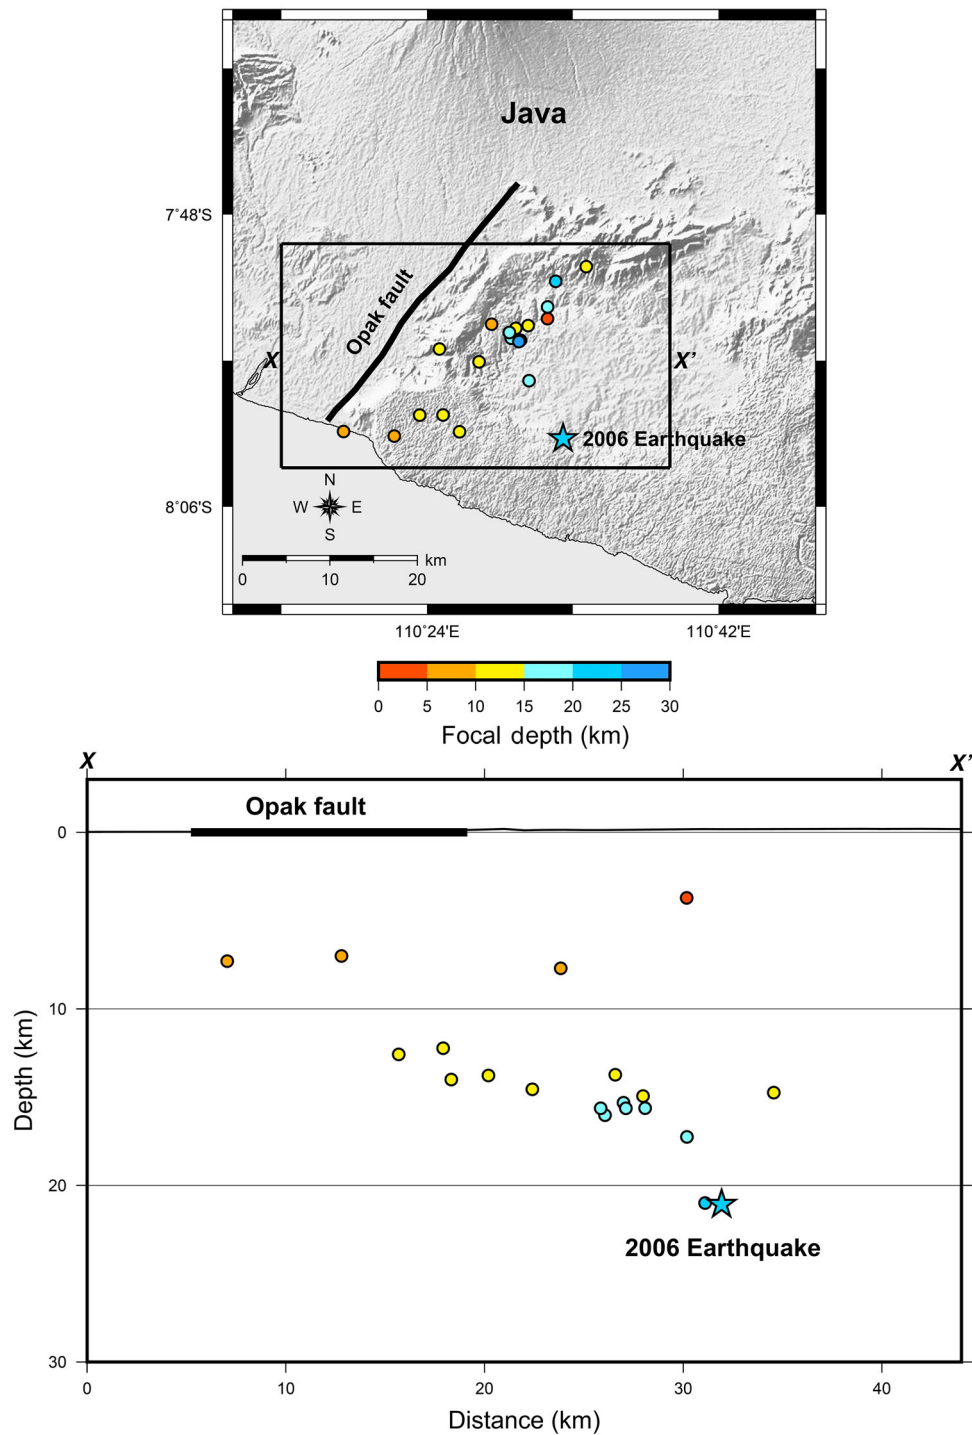 Java
7˚48'S
Opak fault
X
X’
2006 Earthquake
N
W
E
S
8˚06'S
km
0
10
20
110˚24'E
110˚42'E
0
5
10
15
20
25
30
Focal depth (km)
X
X’
Opak fault
0
10
Depth (km)
20
2006 Earthquake
30
0
10
20
30
40
Distance (km)